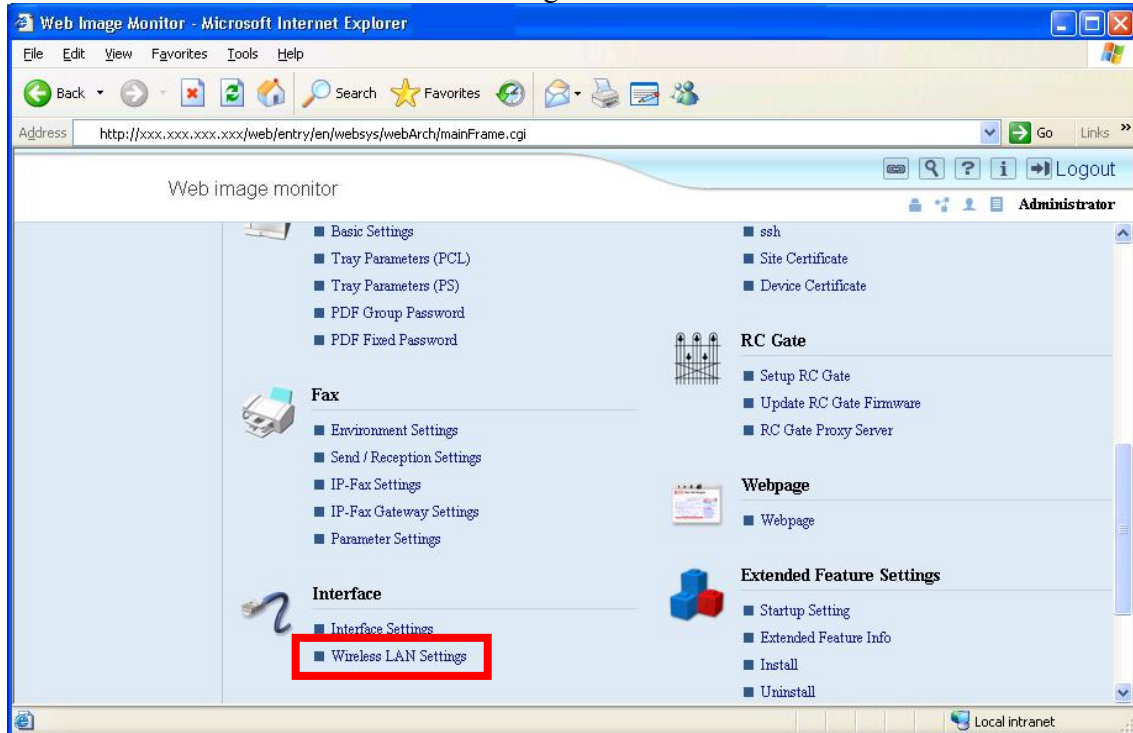 Web Image Monitor - Microsoft Internet Explorer
File Edit View Favorites Tools Help
Back Search Favorites
Address http://xxx.xxx.xxx.xxx/web/entry/en/websys/webArch/mainFrame.cgi Go Links »
Logout
Web image monitor
Administrator
Basic Settings
Tray Parameters (PCL)
Tray Parameters (PS)
PDF Group Password
PDF Fixed Password
Fax
Environment Settings
Send / Reception Settings
IP-Fax Settings
IP-Fax Gateway Settings
Parameter Settings
Interface
Interface Settings
Wireless LAN Settings
ssh
Site Certificate
Device Certificate
RC Gate
Setup RC Gate
Update RC Gate Firmware
RC Gate Proxy Server
Webpage
Webpage
Extended Feature Settings
Startup Setting
Extended Feature Info
Install
Uninstall
Local intranet